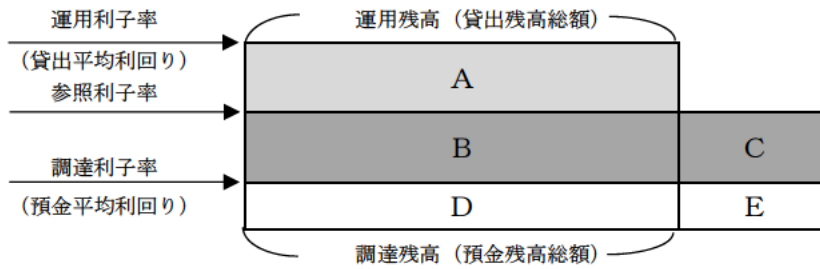 運用利子率
運用残高(貸出残高総額)
(貸出平均利回り)
A
参照利子率
B
C
調達利子率
(預金平均利回り)
D
E
調達残高(預金残高総額)